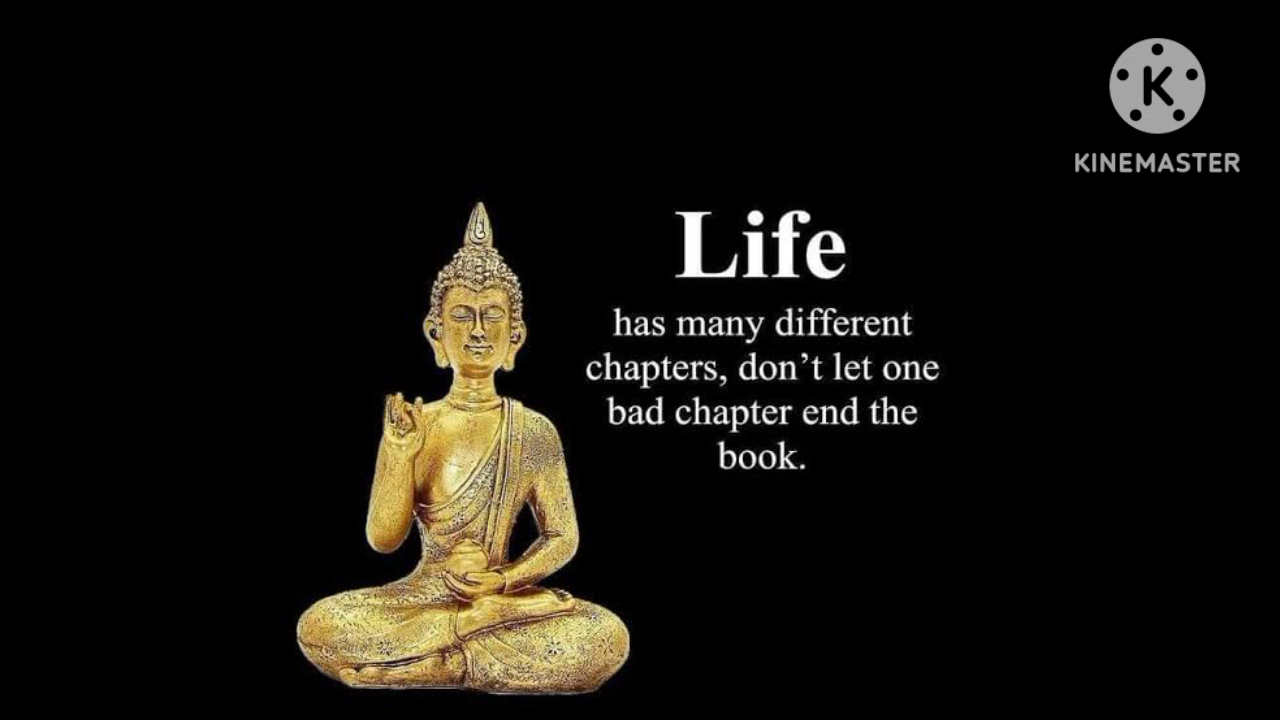 K
KINEMASTER
Life
has many different
chapters, don’t let one
bad chapter end the
book.